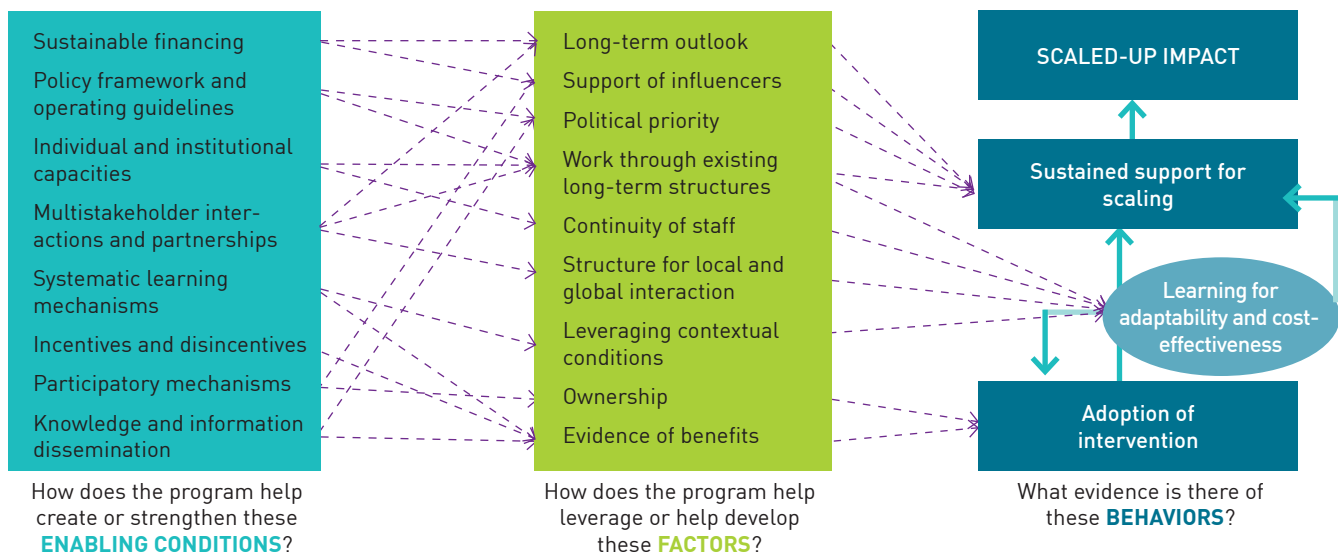 Sustainable financing
Policy framework and
operating guidelines
Individual and institutional
capacities
Multistakeholder inter-
actions and partnerships
Systematic learning
mechanisms
Incentives and disincentives
Participatory mechanisms
Knowledge and information
dissemination
How does the program help
create or strengthen these
ENABLING CONDITIONS?
Long-term outlook
Support of influencers
Political priority
Work through existing
long-term structures
Continuity of staff
Structure for local and
global interaction
Leveraging contextual
conditions
Ownership
Evidence of benefits
How does the program help
leverage or help develop
these FACTORS?
SCALED-UP IMPACT
Sustained support for
scaling
Learning for
adaptability and cost-
effectiveness
Adoption of
intervention
What evidence is there of
these BEHAVIORS?